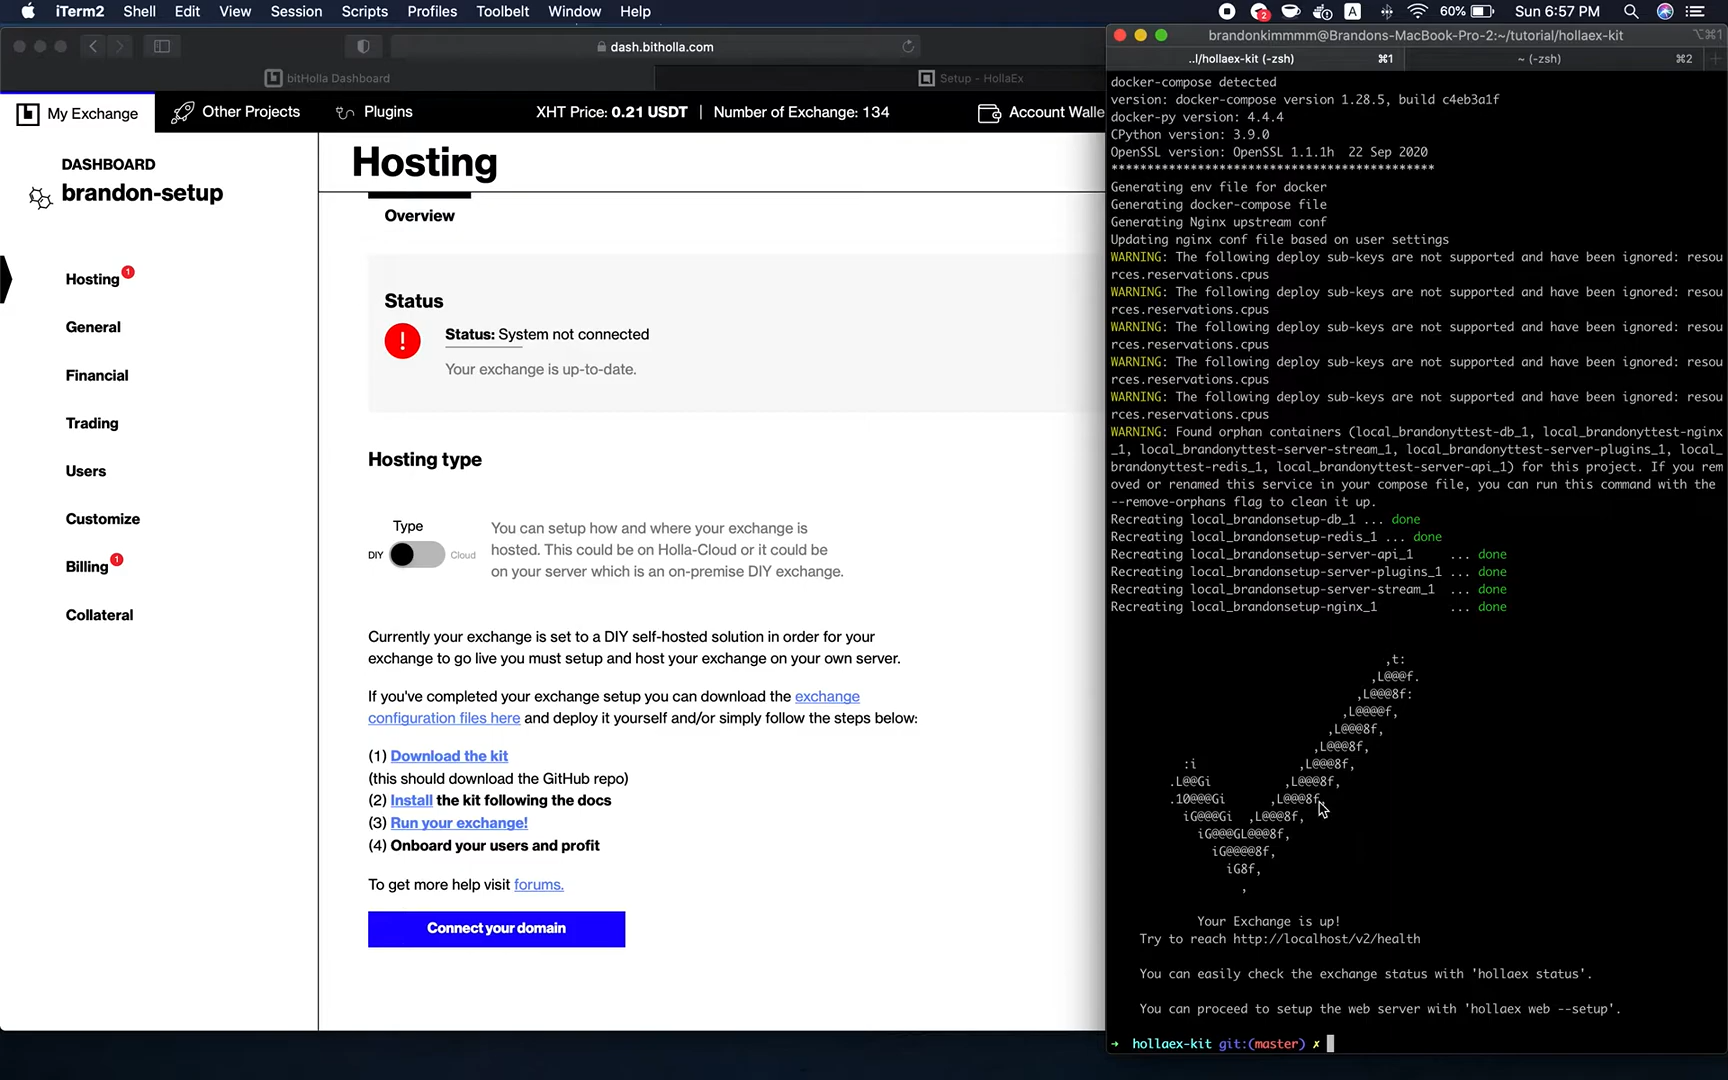 iTerm2 Shell Edit View Session Scripts Profiles Toolbelt Window Help
2 A 60% Sun 6:57 PM
dash.bitholla.com
bitHolla Dashboard
Setup - HollaEx
My Exchange Other Projects Plugins XHT Price: 0.21 USDT | Number of Exchange: 134 Account Walle
DASHBOARD
brandon-setup
Hosting 1
General
Financial
Trading
Users
Customize
Billing 1
Collateral
Hosting
Overview
Status
!
Status: System not connected
Your exchange is up-to-date.
Hosting type
Type
DIY Cloud
You can setup how and where your exchange is
hosted. This could be on Holla-Cloud or it could be
on your server which is an on-premise DIY exchange.
Currently your exchange is set to a DIY self-hosted solution in order for your
exchange to go live you must setup and host your exchange on your own server.
If you've completed your exchange setup you can download the exchange
configuration files here and deploy it yourself and/or simply follow the steps below:
(1) Download the kit
(this should download the GitHub repo)
(2) Install the kit following the docs
(3) Run your exchange!
(4) Onboard your users and profit
To get more help visit forums.
Connect your domain
brandonkimmmm@Brandons-MacBook-Pro-2:~/tutorial/hollaex-kit ⌥⌘1
..l/hollaex-kit (-zsh) ⌘1 ~ (-zsh) ⌘2
docker-compose detected
version: docker-compose version 1.28.5, build c4eb3a1f
docker-py version: 4.4.4
CPython version: 3.9.0
OpenSSL version: OpenSSL 1.1.1h 22 Sep 2020
*********************************************
Generating env file for docker
Generating docker-compose file
Generating Nginx upstream conf
Updating nginx conf file based on user settings
WARNING: The following deploy sub-keys are not supported and have been ignored: resou
rces.reservations.cpus
WARNING: The following deploy sub-keys are not supported and have been ignored: resou
rces.reservations.cpus
WARNING: The following deploy sub-keys are not supported and have been ignored: resou
rces.reservations.cpus
WARNING: The following deploy sub-keys are not supported and have been ignored: resou
rces.reservations.cpus
WARNING: The following deploy sub-keys are not supported and have been ignored: resou
rces.reservations.cpus
WARNING: Found orphan containers (local_brandonyttest-db_1, local_brandonyttest-nginx
_1, local_brandonyttest-server-stream_1, local_brandonyttest-server-plugins_1, local_
brandonyttest-redis_1, local_brandonyttest-server-api_1) for this project. If you rem
oved or renamed this service in your compose file, you can run this command with the
--remove-orphans flag to clean it up.
Recreating local_brandonsetup-db_1 ... done
Recreating local_brandonsetup-redis_1 ... done
Recreating local_brandonsetup-server-api_1 ... done
Recreating local_brandonsetup-server-plugins_1 ... done
Recreating local_brandonsetup-server-stream_1 ... done
Recreating local_brandonsetup-nginx_1 ... done
,t:
,L@@@f.
,L@@@8f:
,L@@@@f,
,L@@@8f,
,L@@@8f,
:i ,L@@@8f,
.L@@Gi ,L@@@8f,
.10@@@Gi ,L@@@8f,
iG@@@Gi ,L@@@8f,
iG@@@GL@@@8f,
iG@@@@8f,
iG8f,
,
Your Exchange is up!
Try to reach http://localhost/v2/health
You can easily check the exchange status with 'hollaex status'.
You can proceed to setup the web server with 'hollaex web --setup'.
→ hollaex-kit git:(master) ✗